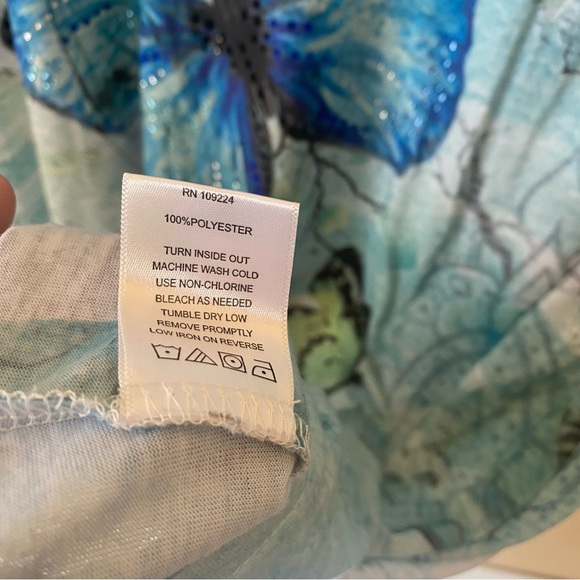 RN 109224
100%POLYESTER
TURN INSIDE OUT
MACHINE WASH COLD
USE NON-CHLORINE
BLEACH AS NEEDED
TUMBLE DRY LOW
REMOVE PROMPTLY
LOW IRON ON REVERSE